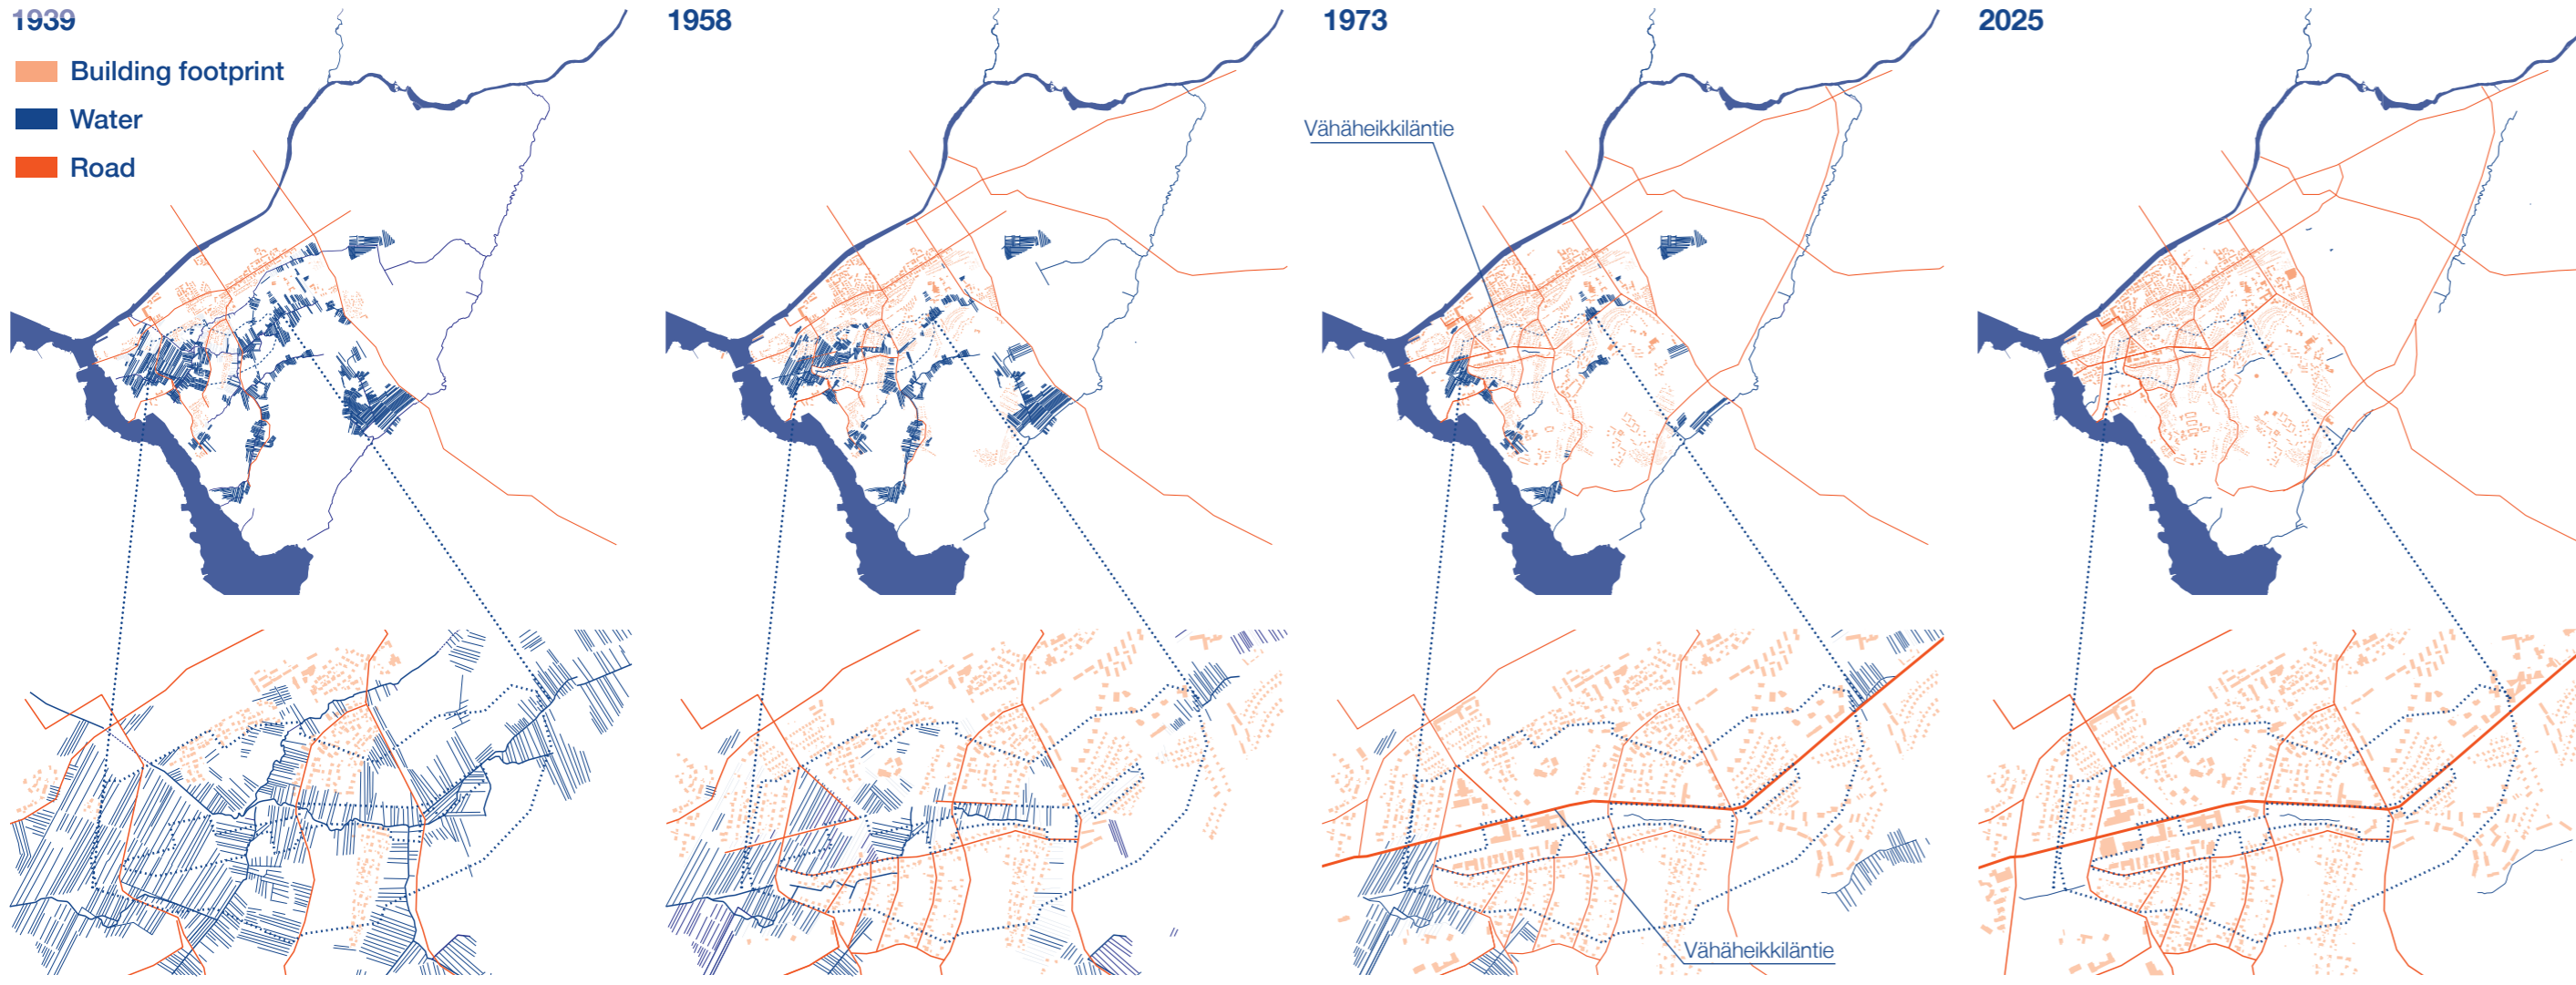 1939
1958
1973
2025
Building footprint
Water
Road
Vähäheikkiläntie
Vähäheikkiläntie